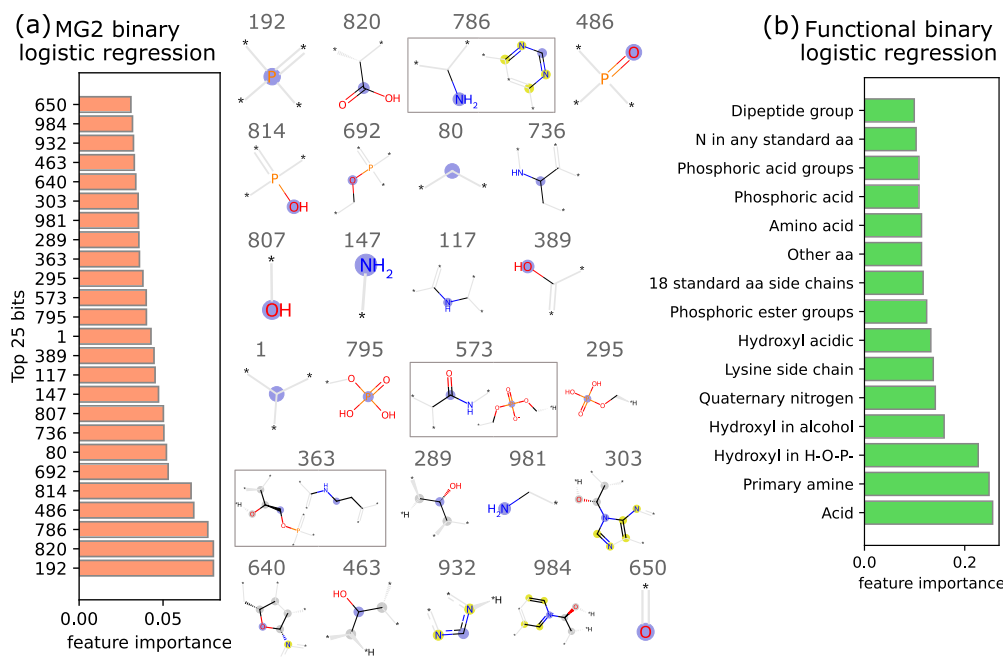 (a) MG2 binary
logistic regression
Top 25 bits
650
984
932
463
640
303
981
289
363
295
573
795
1
389
117
147
807
736
80
692
814
486
786
820
192
0.00
0.05
feature importance
192
820
786
486
* * P * *
* O OH
* * NH₂
N N
* P O * *
814
692
80
736
* P * OH
* P * O
* *
HN * *
807
147
117
389
* OH
NH₂ *
N H
HO * *
1
795
573
295
* * *
O OH HO
O N
O O O⁻
OH HO O O *H
363
289
981
303
*H O O
N H
OH *H
H₂N
*H O N N N
640
463
932
984
650
O N
HO * * *H
N N *H
N O *H *H
* O
(b) Functional binary
logistic regression
Dipeptide group
N in any standard aa
Phosphoric acid groups
Phosphoric acid
Amino acid
Other aa
18 standard aa side chains
Phosphoric ester groups
Hydroxyl acidic
Lysine side chain
Quaternary nitrogen
Hydroxyl in alcohol
Hydroxyl in H-O-P-
Primary amine
Acid
0.0
0.2
feature importance